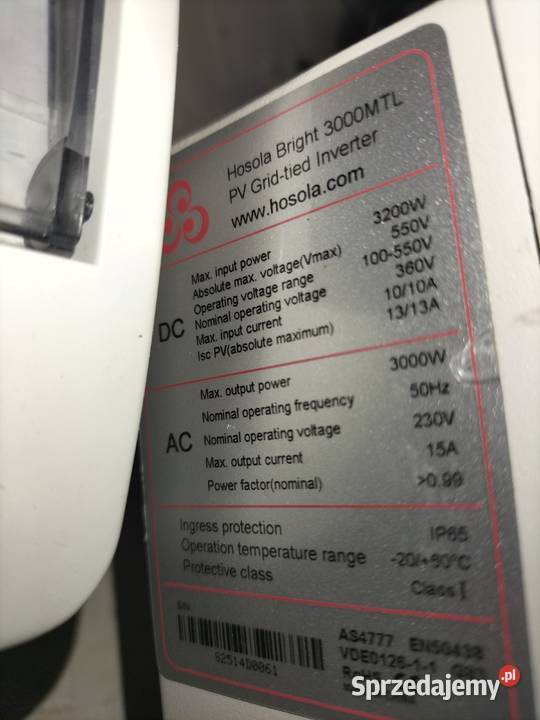 Hosola Bright 3000MTL
PV Grid-tied Inverter
www.hosola.com
DC
Max. input power 3200W
Absolute max. voltage(Vmax) 550V
Operating voltage range 100-550V
Nominal operating voltage 360V
Max. input current 10/10A
Isc PV(absolute maximum) 13/13A
AC
Max. output power 3000W
Nominal operating frequency 50Hz
Nominal operating voltage 230V
Max. output current 15A
Power factor(nominal) >0.99
Ingress protection IP65
Operation temperature range -20/+60°C
Protective class Class I
S/N
S2514D0061
AS4777 EN50438
VDE0126-1-1
Sprzedajemy.pl